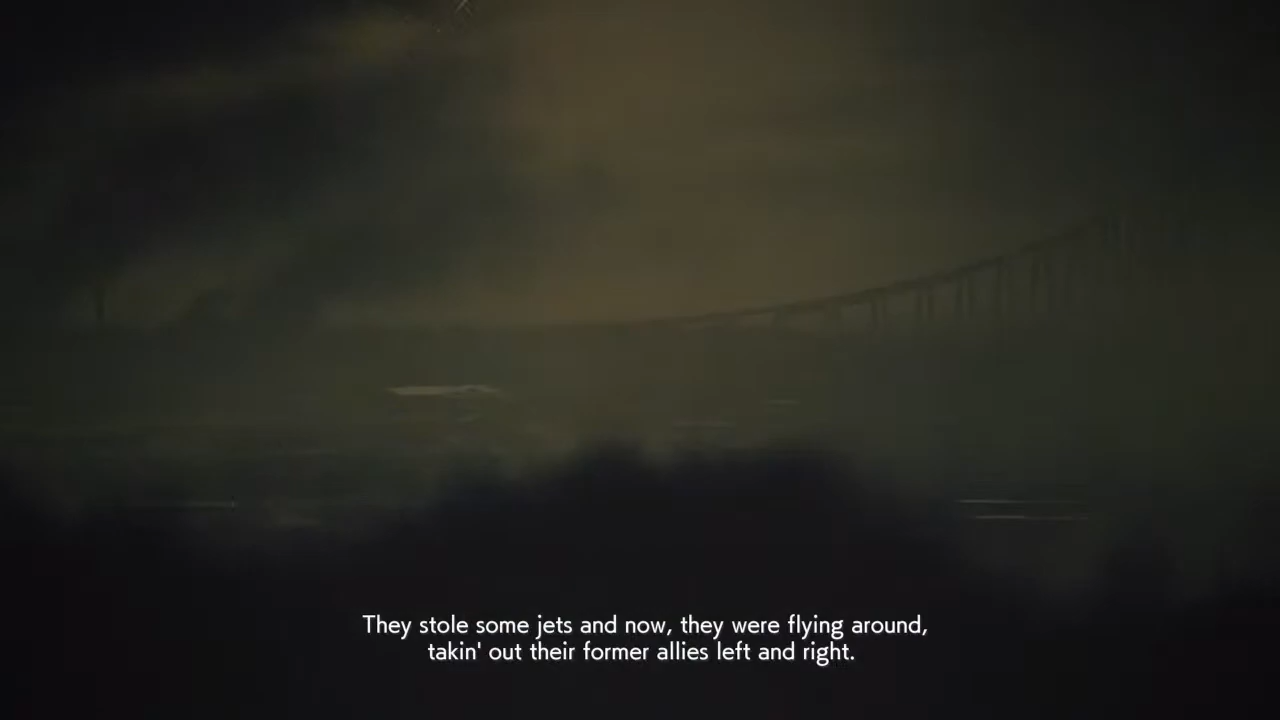 They stole some jets and now, they were flying around,
takin' out their former allies left and right.